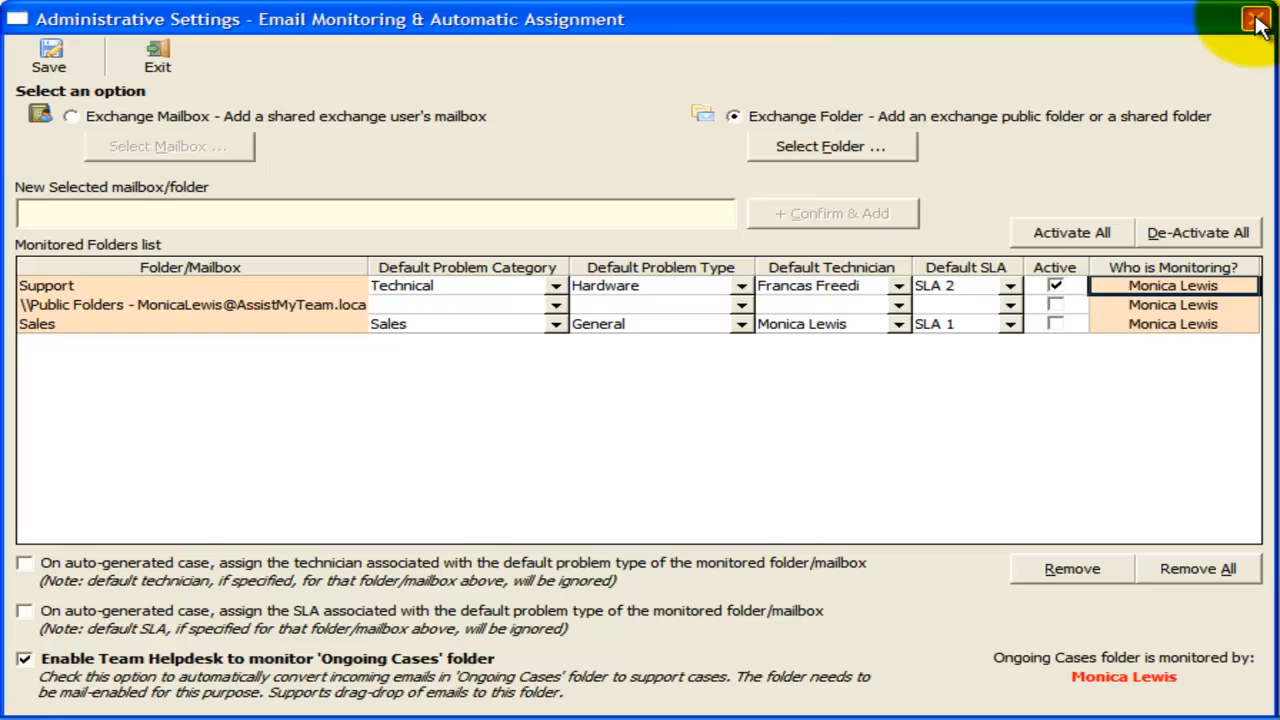 Administrative Settings - Email Monitoring & Automatic Assignment
Save Exit
Select an option
Exchange Mailbox - Add a shared exchange user's mailbox Exchange Folder - Add an exchange public folder or a shared folder
Select Mailbox ... Select Folder ...
New Selected mailbox/folder
+ Confirm & Add
Activate All De-Activate All
Monitored Folders list
Folder/Mailbox Default Problem Category Default Problem Type Default Technician Default SLA Active Who is Monitoring?
Support Technical Hardware Francas Freedi SLA 2 Monica Lewis
\\Public Folders - MonicaLewis@AssistMyTeam.loca Monica Lewis
Sales Sales General Monica Lewis SLA 1 Monica Lewis
On auto-generated case, assign the technician associated with the default problem type of the monitored folder/mailbox
(Note: default technician, if specified, for that folder/mailbox above, will be ignored)
Remove Remove All
On auto-generated case, assign the SLA associated with the default problem type of the monitored folder/mailbox
(Note: default SLA, if specified for that folder/mailbox above, will be ignored)
Enable Team Helpdesk to monitor 'Ongoing Cases' folder
Check this option to automatically convert incoming emails in 'Ongoing Cases' folder to support cases. The folder needs to
be mail-enabled for this purpose. Supports drag-drop of emails to this folder.
Ongoing Cases folder is monitored by:
Monica Lewis